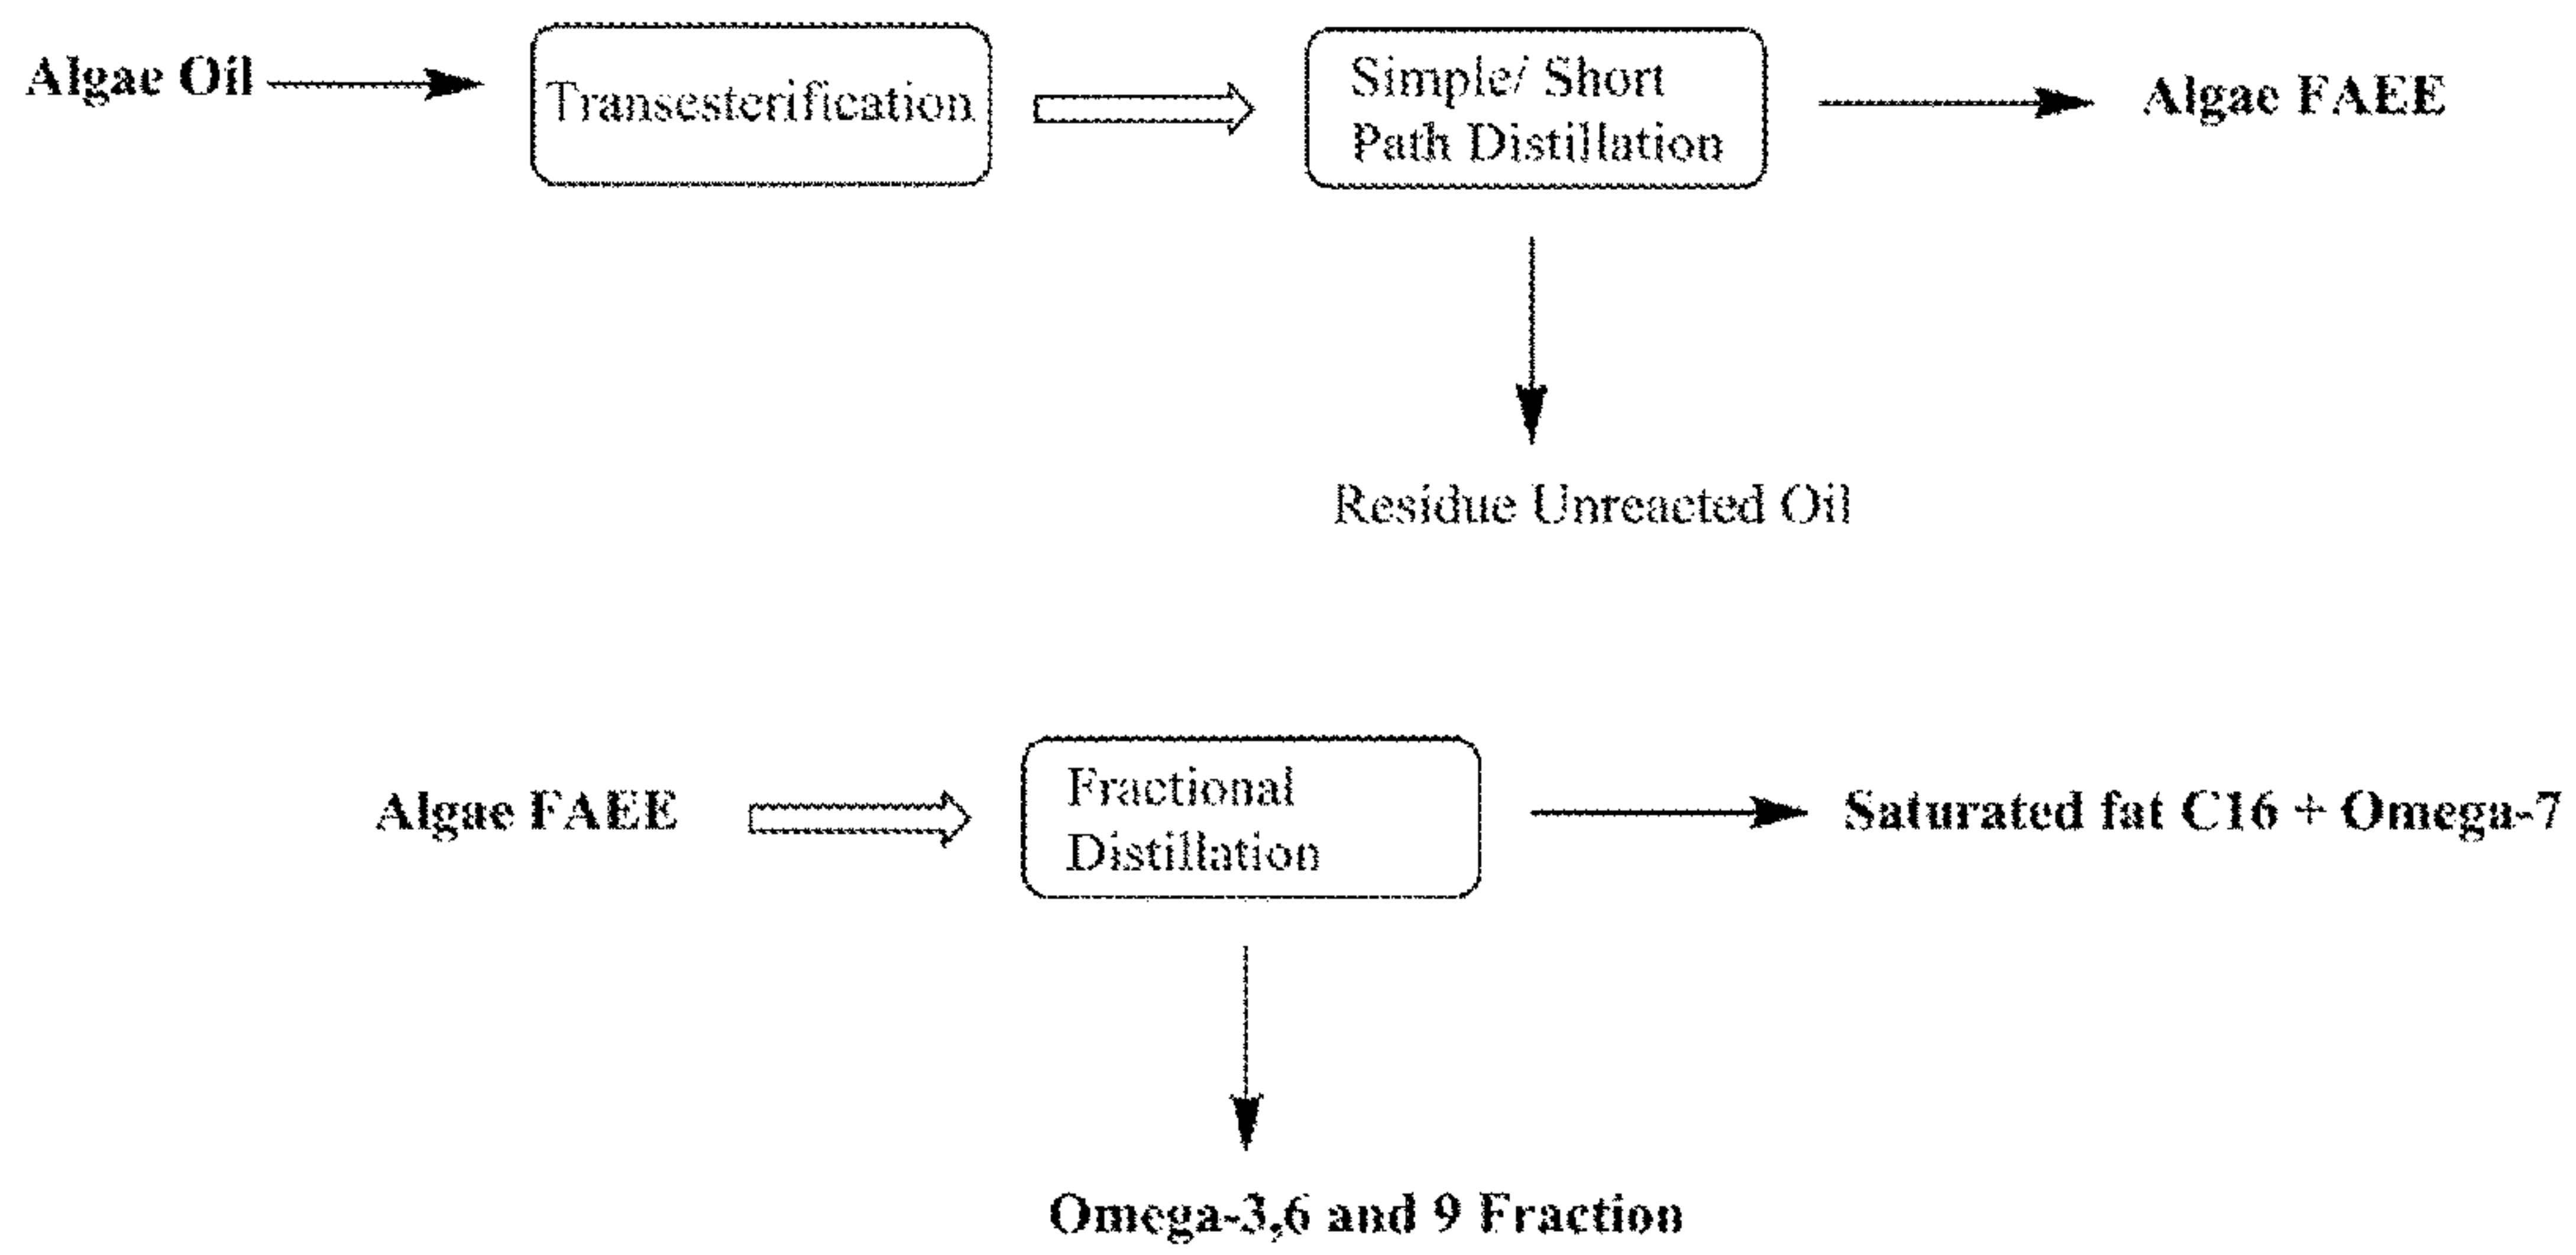 Algae Oil
Transesterification
Simple/ Short
Path Distillation
Algae FAEE
Residue Unreacted Oil
Algae FAEE
Fractional
Distillation
Saturated fat C16 + Omega-7
Omega-3,6 and 9 Fraction